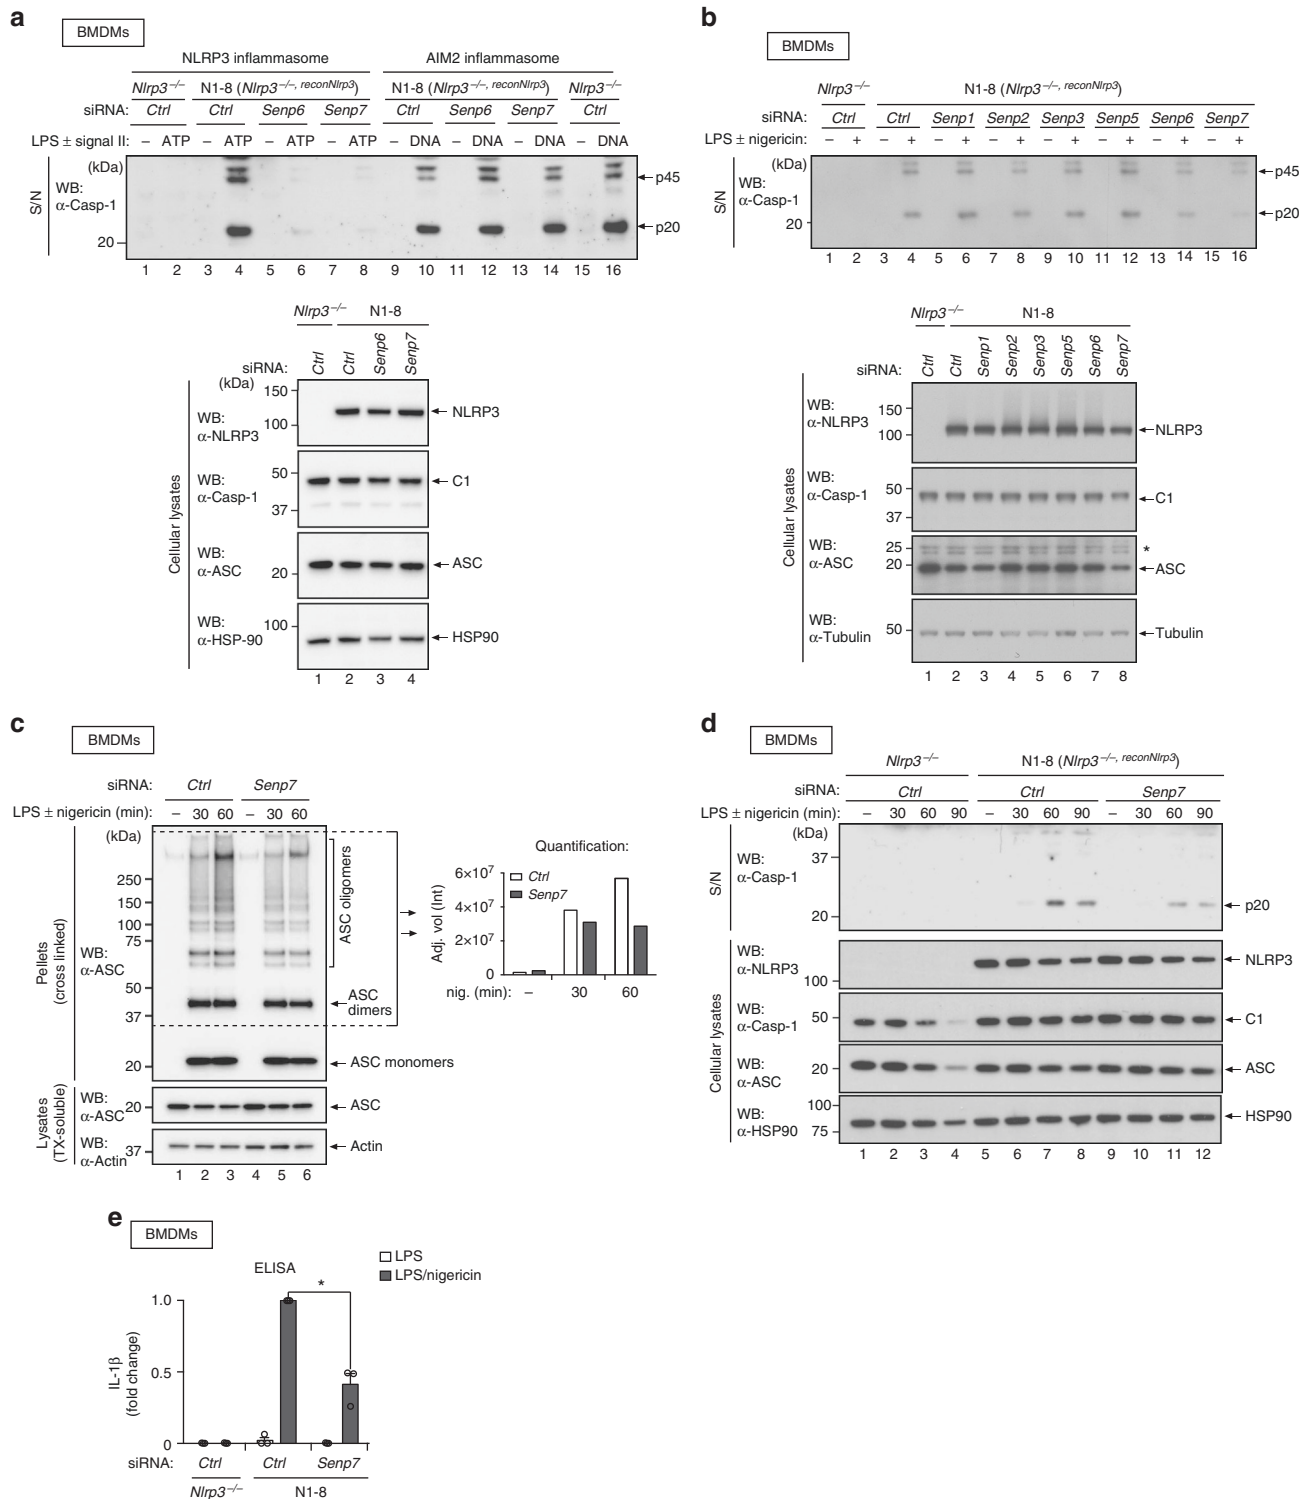 a
BMDMs
NLRP3 inflammasome AIM2 inflammasome
Nlrp3–/– N1-8 (Nlrp3–/–, reconNlrp3) N1-8 (Nlrp3–/–, reconNlrp3) Nlrp3–/–
siRNA: Ctrl Ctrl Senp6 Senp7 Ctrl Senp6 Senp7 Ctrl
LPS ± signal II: – ATP – ATP – ATP – ATP – DNA – DNA – DNA – DNA
S/N
(kDa)
WB:
α-Casp-1
20
p45
p20
1 2 3 4 5 6 7 8 9 10 11 12 13 14 15 16
Nlrp3–/– N1-8
siRNA: Ctrl Ctrl Senp6 Senp7
(kDa)
Cellular lysates
WB:
α-NLRP3
150
100
NLRP3
WB:
α-Casp-1
50
37
C1
WB:
α-ASC
20
ASC
WB:
α-HSP-90
100
HSP90
1 2 3 4
b
BMDMs
Nlrp3–/– N1-8 (Nlrp3–/–, reconNlrp3)
siRNA: Ctrl Ctrl Senp1 Senp2 Senp3 Senp5 Senp6 Senp7
LPS ± nigericin: – + – + – + – + – + – + – + – +
S/N
(kDa)
WB:
α-Casp-1
20
p45
p20
1 2 3 4 5 6 7 8 9 10 11 12 13 14 15 16
Nlrp3–/– N1-8
siRNA: Ctrl Ctrl Senp1 Senp2 Senp3 Senp5 Senp6 Senp7
Cellular lysates
WB:
α-NLRP3
150
100
NLRP3
WB:
α-Casp-1
50
37
C1
WB:
α-ASC
25
20
*
ASC
WB:
α-Tubulin
50
Tubulin
1 2 3 4 5 6 7 8
c
BMDMs
siRNA: Ctrl Senp7
LPS ± nigericin (min): – 30 60 – 30 60
Pellets
(cross linked)
(kDa)
250
150
100
75
WB:
α-ASC
50
37
20
ASC oligomers
ASC
dimers
ASC monomers
Lysates
(TX-soluble)
WB:
α-ASC
20
ASC
WB:
α-Actin
37
Actin
1 2 3 4 5 6
Quantification:
Adj. vol (Int)
6×10⁷
4×10⁷
2×10⁷
0
Ctrl
Senp7
nig. (min): – 30 60
d
BMDMs
Nlrp3–/– N1-8 (Nlrp3–/–, reconNlrp3)
siRNA: Ctrl Ctrl Senp7
LPS ± nigericin (min): – 30 60 90 – 30 60 90 – 30 60 90
S/N
(kDa)
WB:
α-Casp-1
37
20
p20
Cellular lysates
WB:
α-NLRP3
100
NLRP3
WB:
α-Casp-1
50
C1
WB:
α-ASC
20
ASC
WB:
α-HSP90
100
75
HSP90
1 2 3 4 5 6 7 8 9 10 11 12
e
BMDMs
ELISA
LPS
LPS/nigericin
*
IL-1β
(fold change)
1.0
0.5
0
siRNA: Ctrl Ctrl Senp7
Nlrp3–/– N1-8